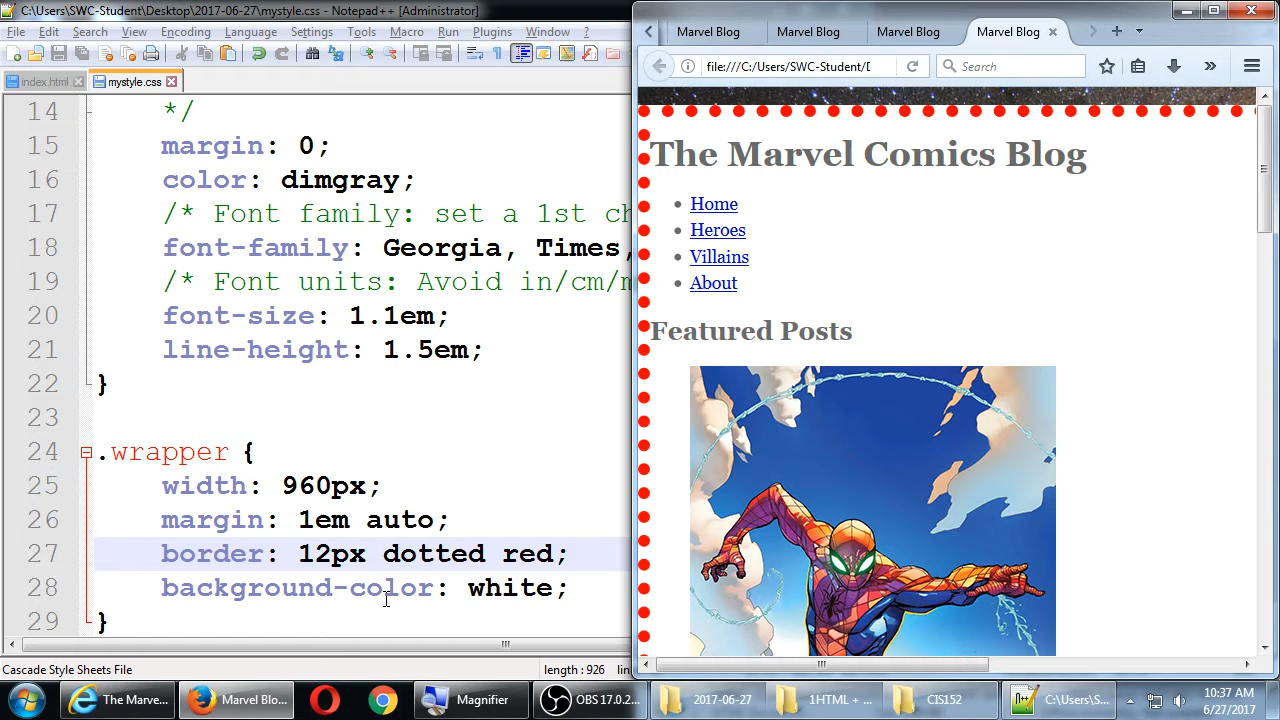 C:\Users\SWC-Student\Desktop\2017-06-27\mystyle.css - Notepad++ [Administrator]
File Edit Search View Encoding Language Settings Tools Macro Run Plugins Window ?
index.html mystyle.css
14 */
15 margin: 0;
16 color: dimgray;
17 /* Font family: set a 1st ch
18 font-family: Georgia, Times,
19 /* Font units: Avoid in/cm/m
20 font-size: 1.1em;
21 line-height: 1.5em;
22 }
23
24 .wrapper {
25 width: 960px;
26 margin: 1em auto;
27 border: 12px dotted red;
28 background-color: white;
29 }
Cascade Style Sheets File length : 926 lin
Marvel Blog Marvel Blog Marvel Blog Marvel Blog
file:///C:/Users/SWC-Student/D Search
The Marvel Comics Blog
Home
Heroes
Villains
About
Featured Posts
The Marve... Marvel Blo... Magnifier OBS 17.0.2... 2017-06-27 1HTML + ... CIS152 C:\Users\S... 10:37 AM
6/27/2017